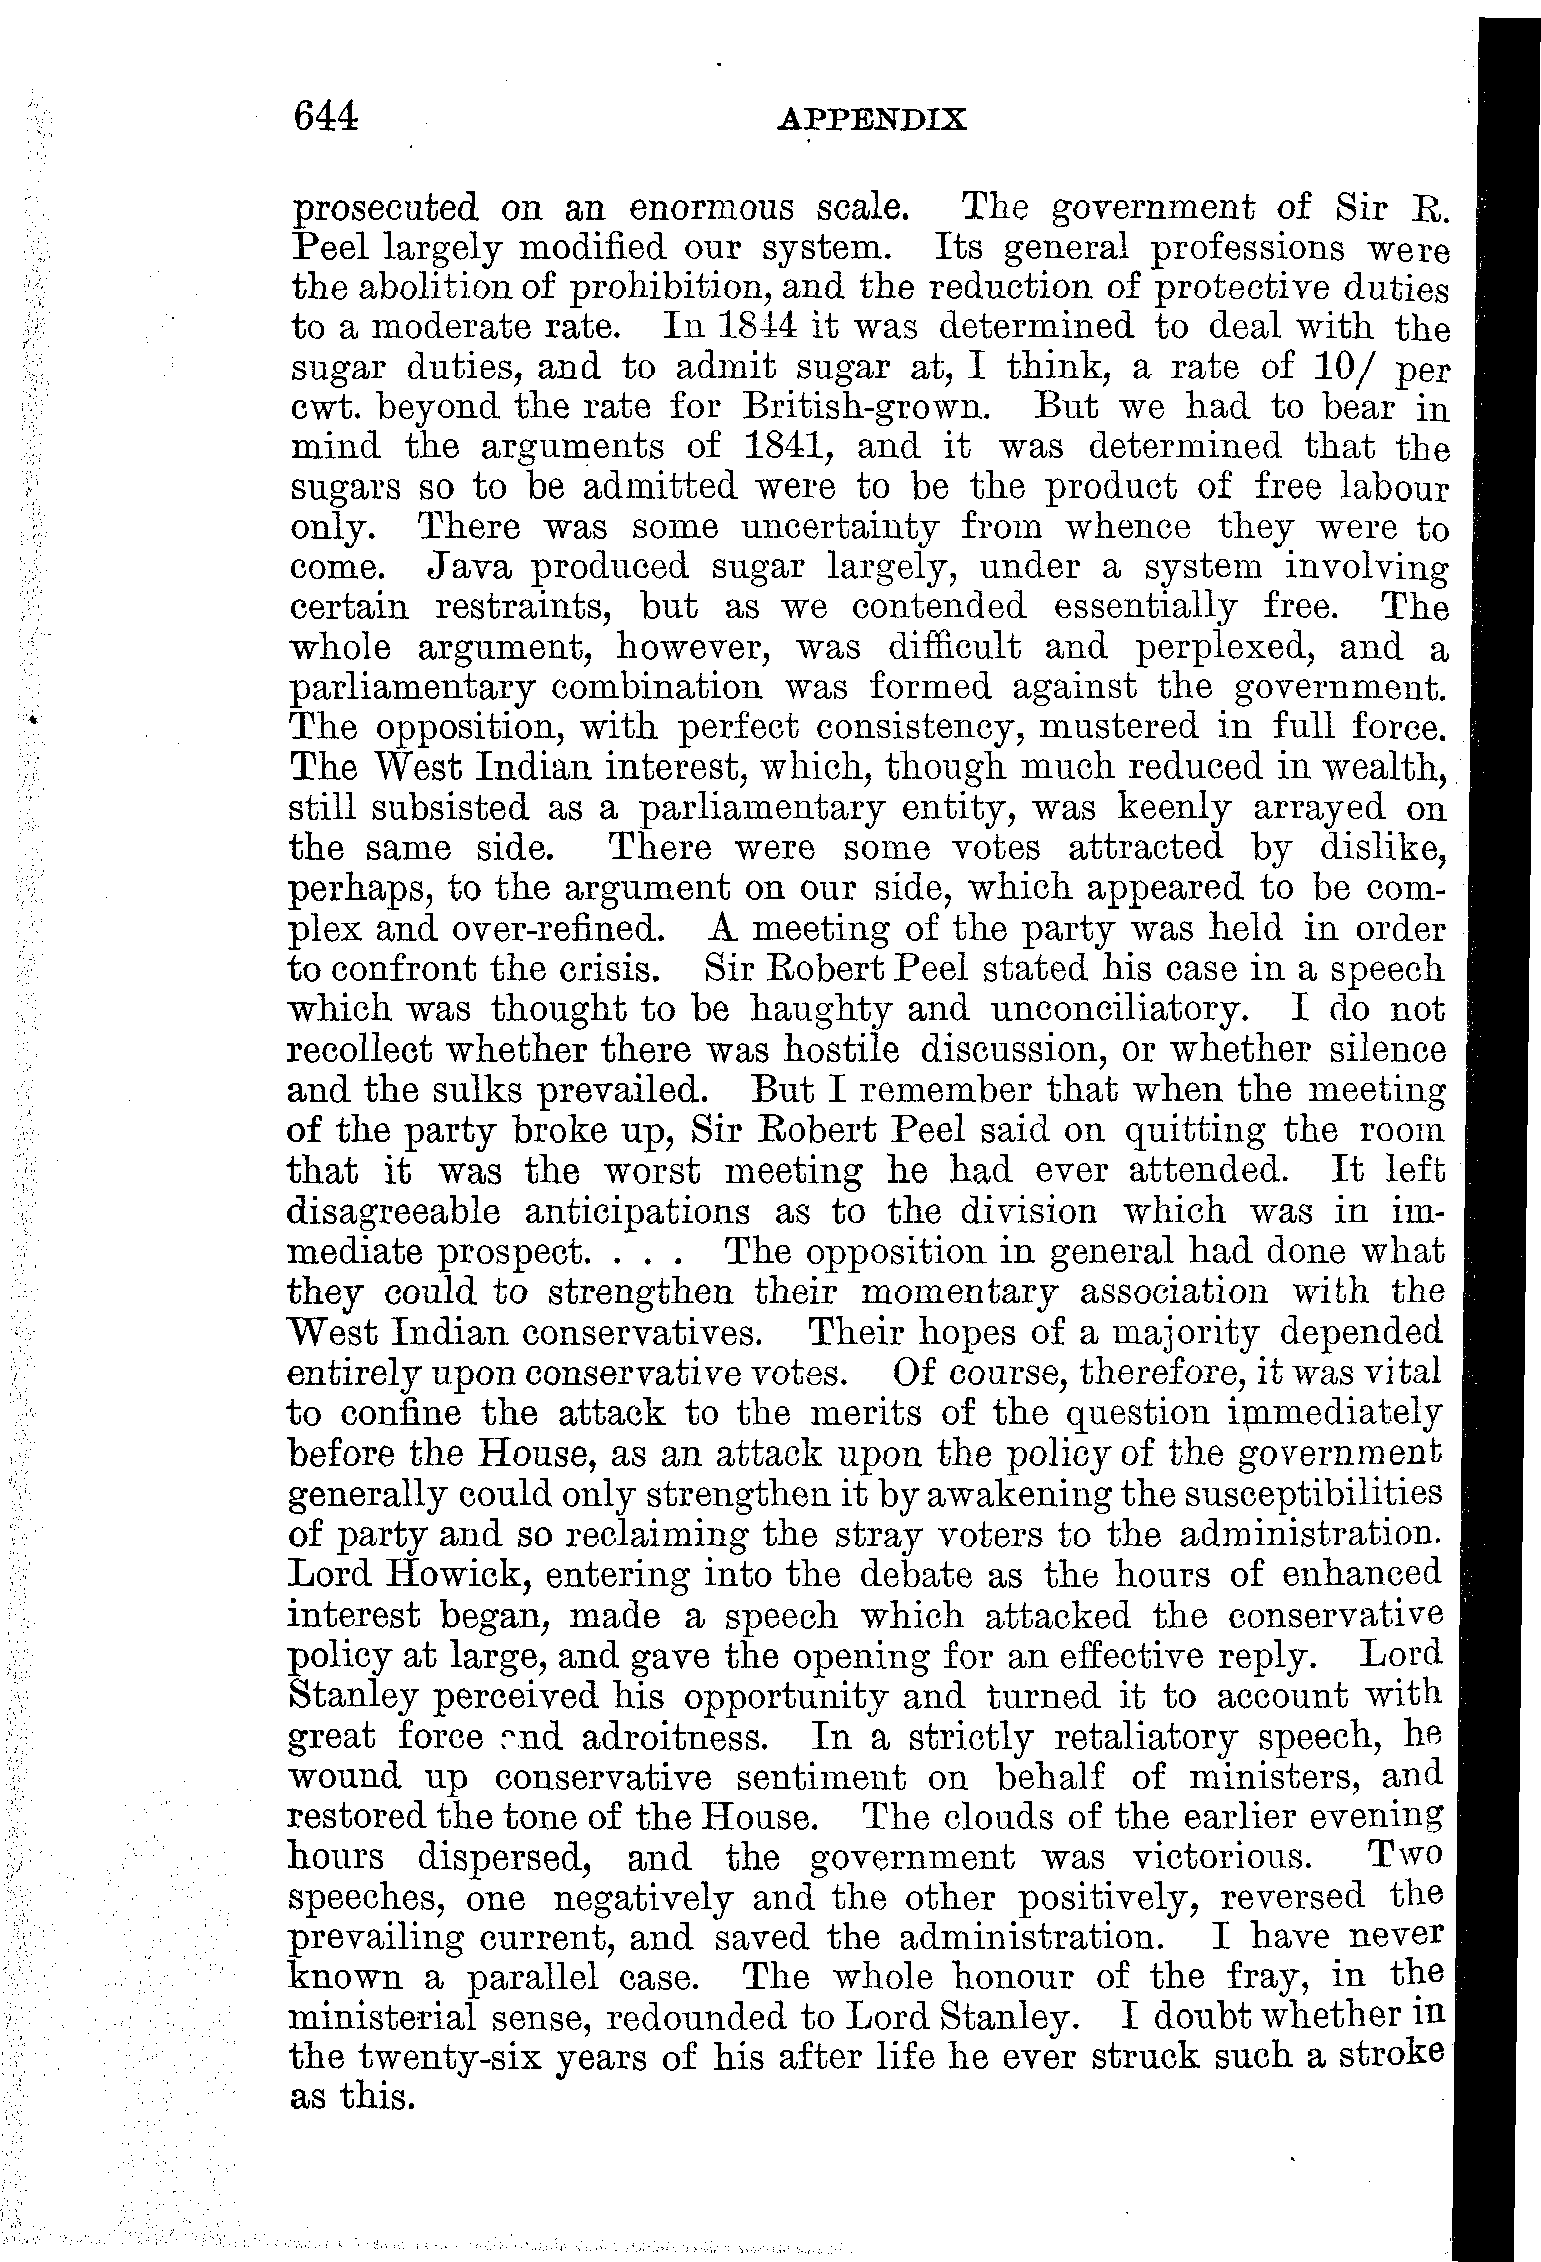 644 APPENDIX
prosecuted on an enormous scale. The government of Sir R.
Peel largely modified our system. Its general professions were
the abolition of prohibition, and the reduction of protective duties
to a moderate rate. In 1844 it was determined to deal with the
sugar duties, and to admit sugar at, I think, a rate of 10/ per
cwt. beyond the rate for British-grown. But we had to bear in
mind the arguments of 1841, and it was determined that the
sugars so to be admitted were to be the product of free labour
only. There was some uncertainty from whence they were to
come. Java produced sugar largely, under a system involving
certain restraints, but as we contended essentially free. The
whole argument, however, was difficult and perplexed, and a
parliamentary combination was formed against the government.
The opposition, with perfect consistency, mustered in full force.
The West Indian interest, which, though much reduced in wealth,
still subsisted as a parliamentary entity, was keenly arrayed on
the same side. There were some votes attracted by dislike,
perhaps, to the argument on our side, which appeared to be com-
plex and over-refined. A meeting of the party was held in order
to confront the crisis. Sir Robert Peel stated his case in a speech
which was thought to be haughty and unconciliatory. I do not
recollect whether there was hostile discussion, or whether silence
and the sulks prevailed. But I remember that when the meeting
of the party broke up, Sir Robert Peel said on quitting the room
that it was the worst meeting he had ever attended. It left
disagreeable anticipations as to the division which was in im-
mediate prospect. . . . The opposition in general had done what
they could to strengthen their momentary association with the
West Indian conservatives. Their hopes of a majority depended
entirely upon conservative votes. Of course, therefore, it was vital
to confine the attack to the merits of the question immediately
before the House, as an attack upon the policy of the government
generally could only strengthen it by awakening the susceptibilities
of party and so reclaiming the stray voters to the administration.
Lord Howick, entering into the debate as the hours of enhanced
interest began, made a speech which attacked the conservative
policy at large, and gave the opening for an effective reply. Lord
Stanley perceived his opportunity and turned it to account with
great force and adroitness. In a strictly retaliatory speech, he
wound up conservative sentiment on behalf of ministers, and
restored the tone of the House. The clouds of the earlier evening
hours dispersed, and the government was victorious. Two
speeches, one negatively and the other positively, reversed the
prevailing current, and saved the administration. I have never
known a parallel case. The whole honour of the fray, in the
ministerial sense, redounded to Lord Stanley. I doubt whether in
the twenty-six years of his after life he ever struck such a stroke
as this.